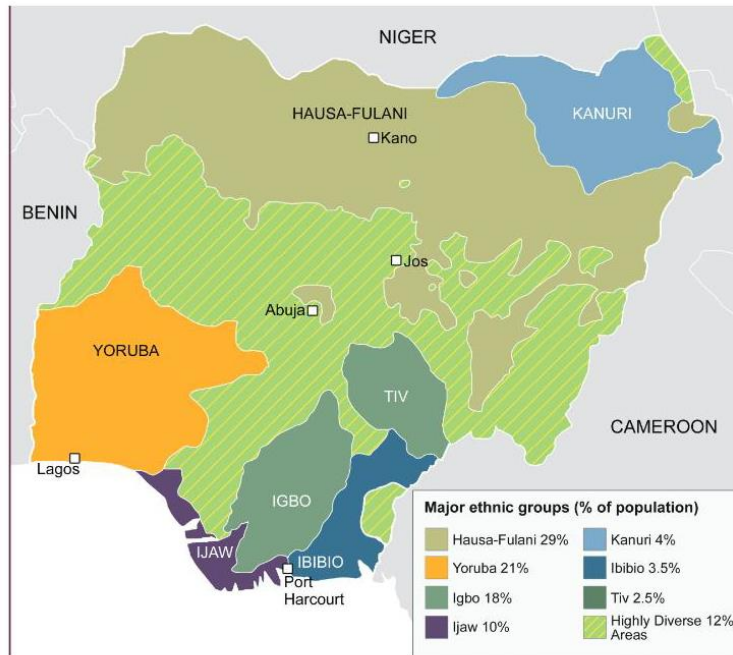 NIGER
HAUSA-FULANI
KANURI
Kano
BENIN
Jos
Abuja
YORUBA
TIV
CAMEROON
Lagos
IGBO
IJAW
IBIBIO
Port
Harcourt
Major ethnic groups (% of population)
Hausa-Fulani 29%
Kanuri 4%
Yoruba 21%
Ibibio 3.5%
Igbo 18%
Tiv 2.5%
Ijaw 10%
Highly Diverse 12%
Areas